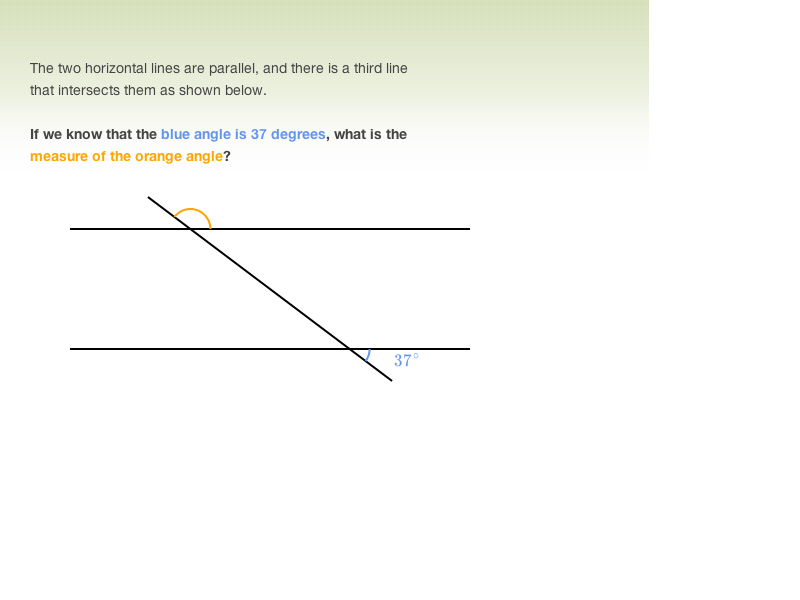 The two horizontal lines are parallel, and there is a third line
that intersects them as shown below.
If we know that the blue angle is 37 degrees, what is the
measure of the orange angle?
37°